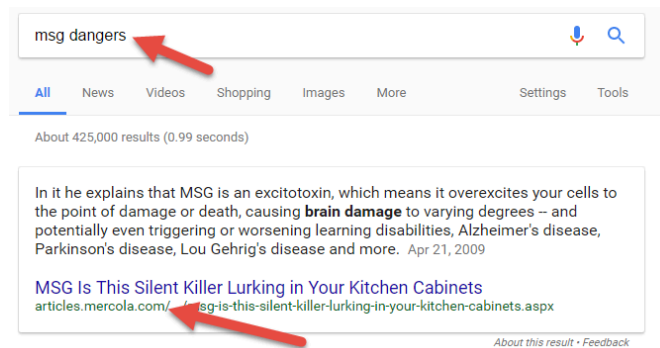 msg dangers
All News Videos Shopping Images More Settings Tools
About 425,000 results (0.99 seconds)
In it he explains that MSG is an excitotoxin, which means it overexcites your cells to
the point of damage or death, causing brain damage to varying degrees -- and
potentially even triggering or worsening learning disabilities, Alzheimer's disease,
Parkinson's disease, Lou Gehrig's disease and more. Apr 21, 2009
MSG Is This Silent Killer Lurking in Your Kitchen Cabinets
articles.mercola.com/.../msg-is-this-silent-killer-lurking-in-your-kitchen-cabinets.aspx
About this result • Feedback